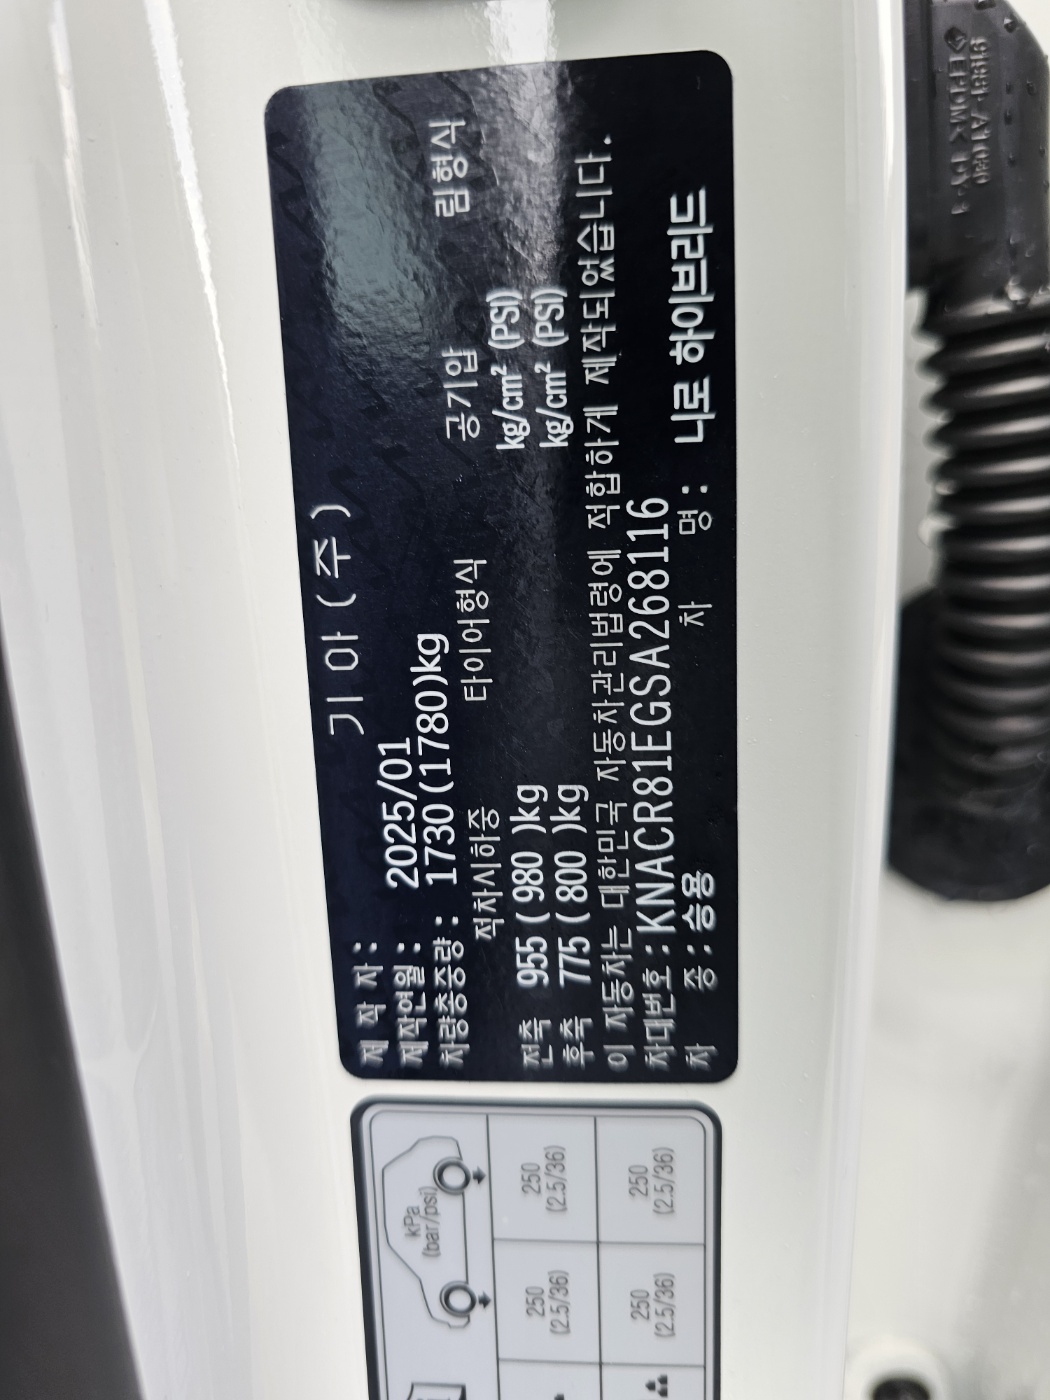 기 아 ( 주 )
제 작 자 :
제작연월 : 2025/01
차량총중량 : 1730 (1780)kg
적차시하중 타이어형식 공기압 림형식
전축 955 ( 980 )kg kg/cm² (PSI)
후축 775 ( 800 )kg kg/cm² (PSI)
이 자동차는 대한민국 자동차관리법령에 적합하게 제작되었습니다.
차대번호 : KNACR81EGSA268116
차 종 : 승용 차 명 : 니로 하이브리드
kPa
(bar/psi)
250 250
(2.5/36) (2.5/36)
250 250
(2.5/36) (2.5/36)